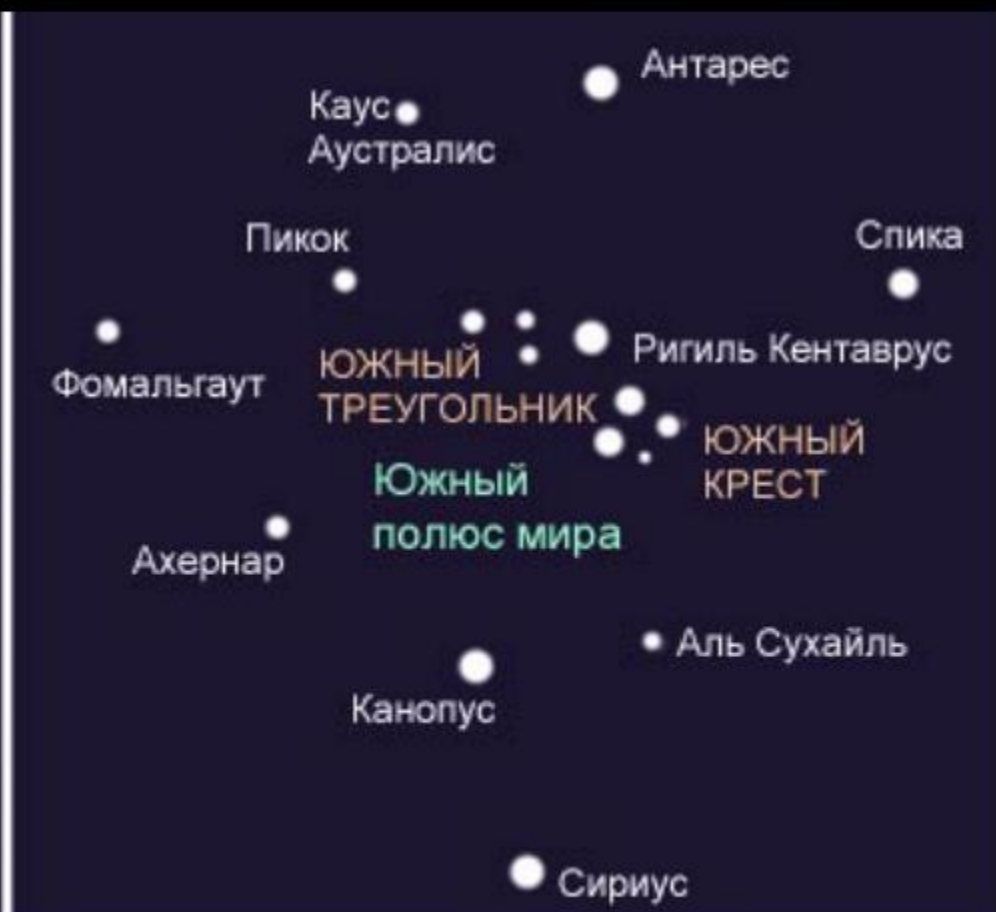 Антарес
Каус
Аустралис
Пикок
Спика
Ригиль Кентаврус
Фомальгаут
ЮЖНЫЙ
ТРЕУГОЛЬНИК
ЮЖНЫЙ
КРЕСТ
Южный
полюс мира
Ахернар
Аль Сухайль
Канопус
Сириус